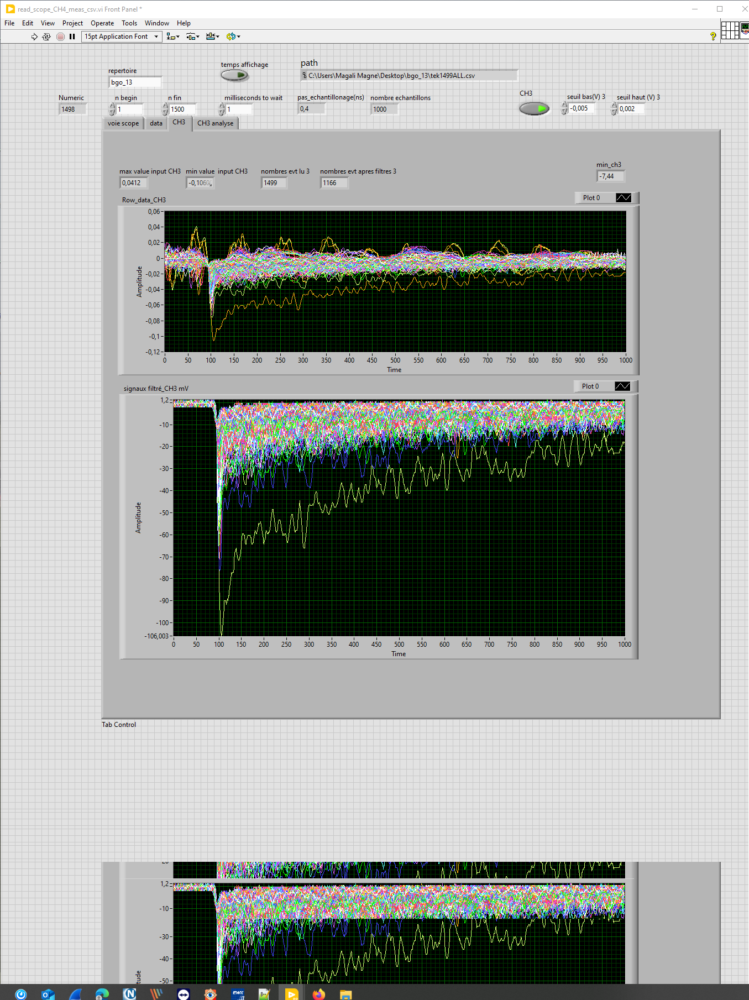 read_scope_CH4_meas_csv.vi Front Panel *
File Edit View Project Operate Tools Window Help
15pt Application Font
repertoire
bgo_13
temps affichage
path
C:\Users\Magali Magne\Desktop\bgo_13\tek1499ALL.csv
Numeric
1498
n begin
1
n fin
1500
milliseconds to wait
1
pas_echantillonage(ns)
0,4
nombre echantillons
1000
CH3
seuil bas(V) 3
-0,005
seuil haut (V) 3
0,002
voie scope data CH3 CH3 analyse
max value input CH3
0,0412
min value input CH3
-0,1060
nombres evt lu 3
1499
nombres evt apres filtres 3
1166
min_ch3
-7,44
Row_data_CH3
Plot 0
0,06
0,04
0,02
0
-0,02
-0,04
-0,06
-0,08
-0,1
-0,12
Amplitude
0 50 100 150 200 250 300 350 400 450 500 550 600 650 700 750 800 850 900 950 1000
Time
signaux filtré_CH3 mV
Plot 0
1,2
-10
-20
-30
-40
-50
-60
-70
-80
-90
-100
-106,003
Amplitude
0 50 100 150 200 250 300 350 400 450 500 550 600 650 700 750 800 850 900 950 1000
Time
Tab Control
1,2
-10
-30
-40
-50